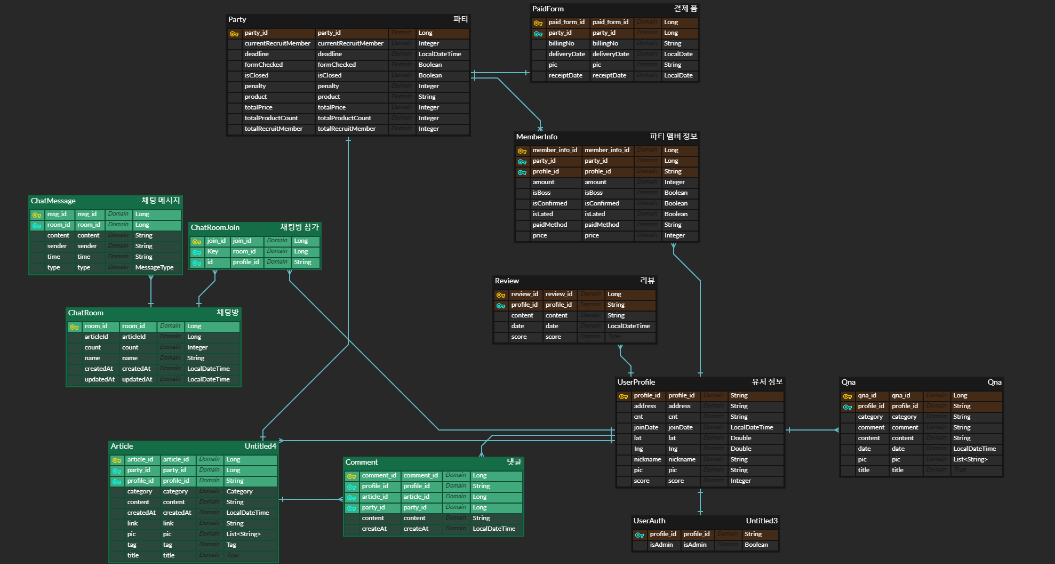 Party 파티
party_id party_id Domain Long
currentRecruitMember currentRecruitMember Domain Integer
deadline deadline Domain LocalDateTime
formChecked formChecked Domain Boolean
isClosed isClosed Domain Boolean
penalty penalty Domain Integer
product product Domain String
totalPrice totalPrice Domain Integer
totalProductCount totalProductCount Domain Integer
totalRecruitMember totalRecruitMember Domain Integer
PaidForm 결제 폼
paid_form_id paid_form_id Domain Long
party_id party_id Domain Long
billingNo billingNo Domain String
deliveryDate deliveryDate Domain LocalDate
pic pic Domain String
receiptDate receiptDate Domain LocalDate
MemberInfo 파티 멤버 정보
member_info_id member_info_id Domain Long
party_id party_id Domain Long
profile_id profile_id Domain String
amount amount Domain Integer
isBoss isBoss Domain Boolean
isConfirmed isConfirmed Domain Boolean
isLated isLated Domain Boolean
paidMethod paidMethod Domain String
price price Domain Integer
ChatMessage 채팅 메시지
msg_id msg_id Domain Long
room_id room_id Domain Long
content content Domain String
sender sender Domain String
time time Domain String
type type Domain MessageType
ChatRoomJoin 채팅방 참가
join_id join_id Domain Long
Key room_id Domain Long
id profile_id Domain String
Review 리뷰
review_id review_id Domain Long
profile_id profile_id Domain String
content content Domain String
date date Domain LocalDateTime
score score Domain Type
ChatRoom 채팅방
room_id room_id Domain Long
articleId articleId Domain Long
count count Domain Integer
name name Domain String
createdAt createdAt Domain LocalDateTime
updatedAt updatedAt Domain LocalDateTime
UserProfile 유저 정보
profile_id profile_id Domain String
address address Domain String
cnt cnt Domain String
joinDate joinDate Domain LocalDateTime
lat lat Domain Double
lng lng Domain Double
nickname nickname Domain String
pic pic Domain String
score score Domain Integer
Qna Qna
qna_id qna_id Domain Long
profile_id profile_id Domain String
category category Domain String
comment comment Domain String
content content Domain String
date date Domain LocalDateTime
pic pic Domain List<String>
title title Domain Type
Article Untitled4
article_id article_id Domain Long
party_id party_id Domain Long
profile_id profile_id Domain String
category category Domain Category
content content Domain String
createdAt createdAt Domain LocalDateTime
link link Domain String
pic pic Domain List<String>
tag tag Domain Tag
title title Domain Type
Comment 댓글
comment_id comment_id Domain Long
profile_id profile_id Domain String
article_id article_id Domain Long
party_id party_id Domain Long
content content Domain String
createAt createAt Domain LocalDateTime
UserAuth Untitled3
profile_id profile_id Domain String
isAdmin isAdmin Domain Boolean